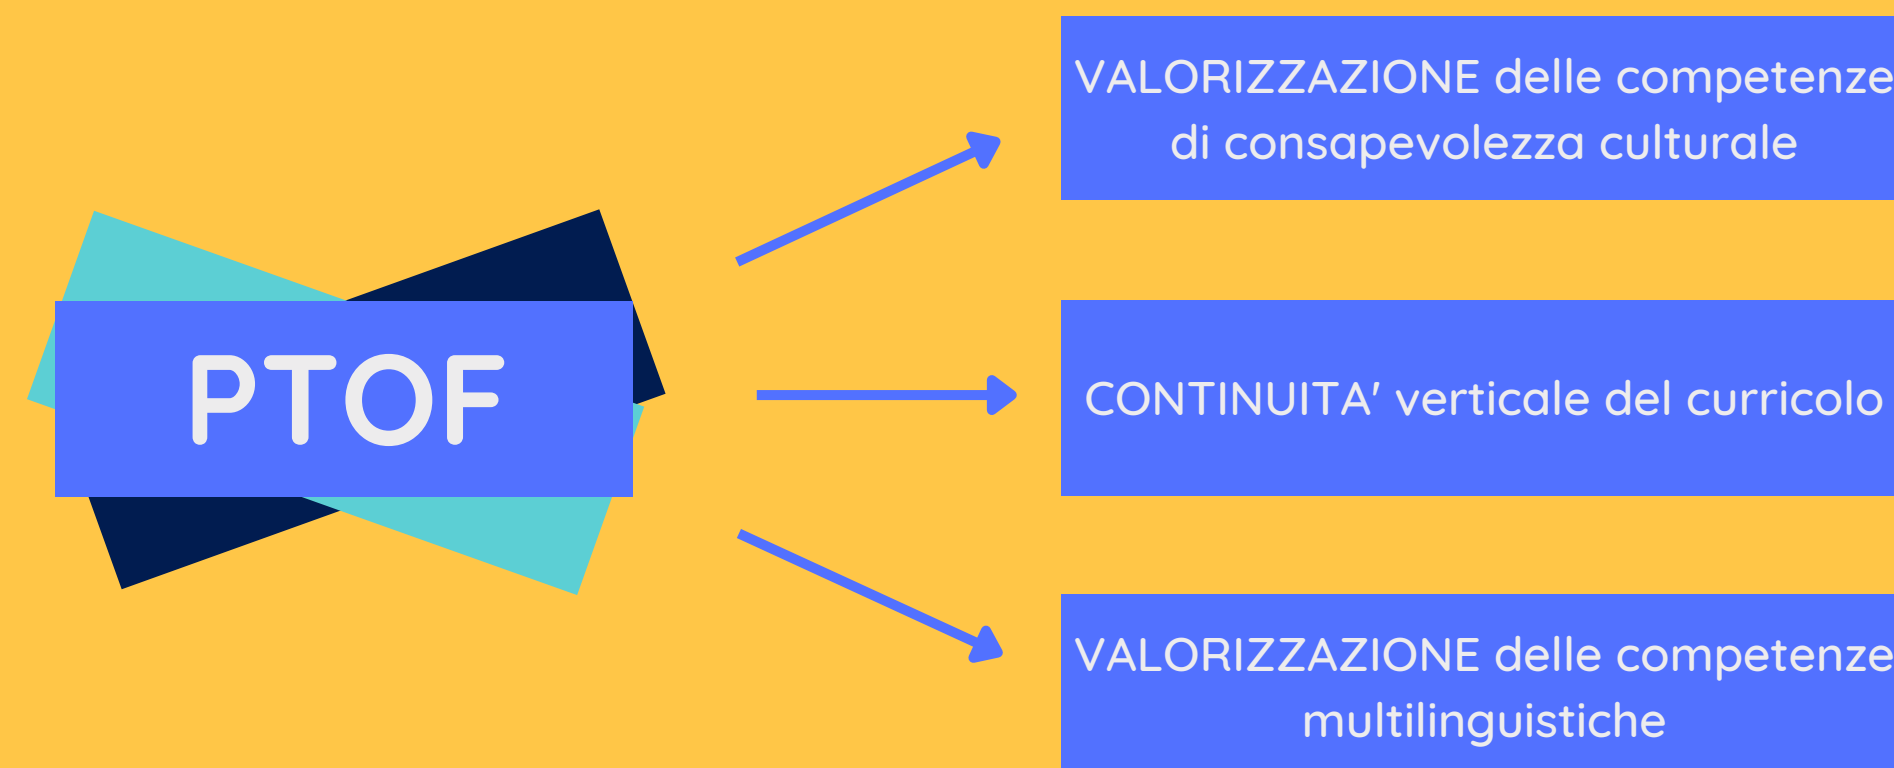 PTOF
VALORIZZAZIONE delle competenze
di consapevolezza culturale
CONTINUITA' verticale del curricolo
VALORIZZAZIONE delle competenze
multilinguistiche